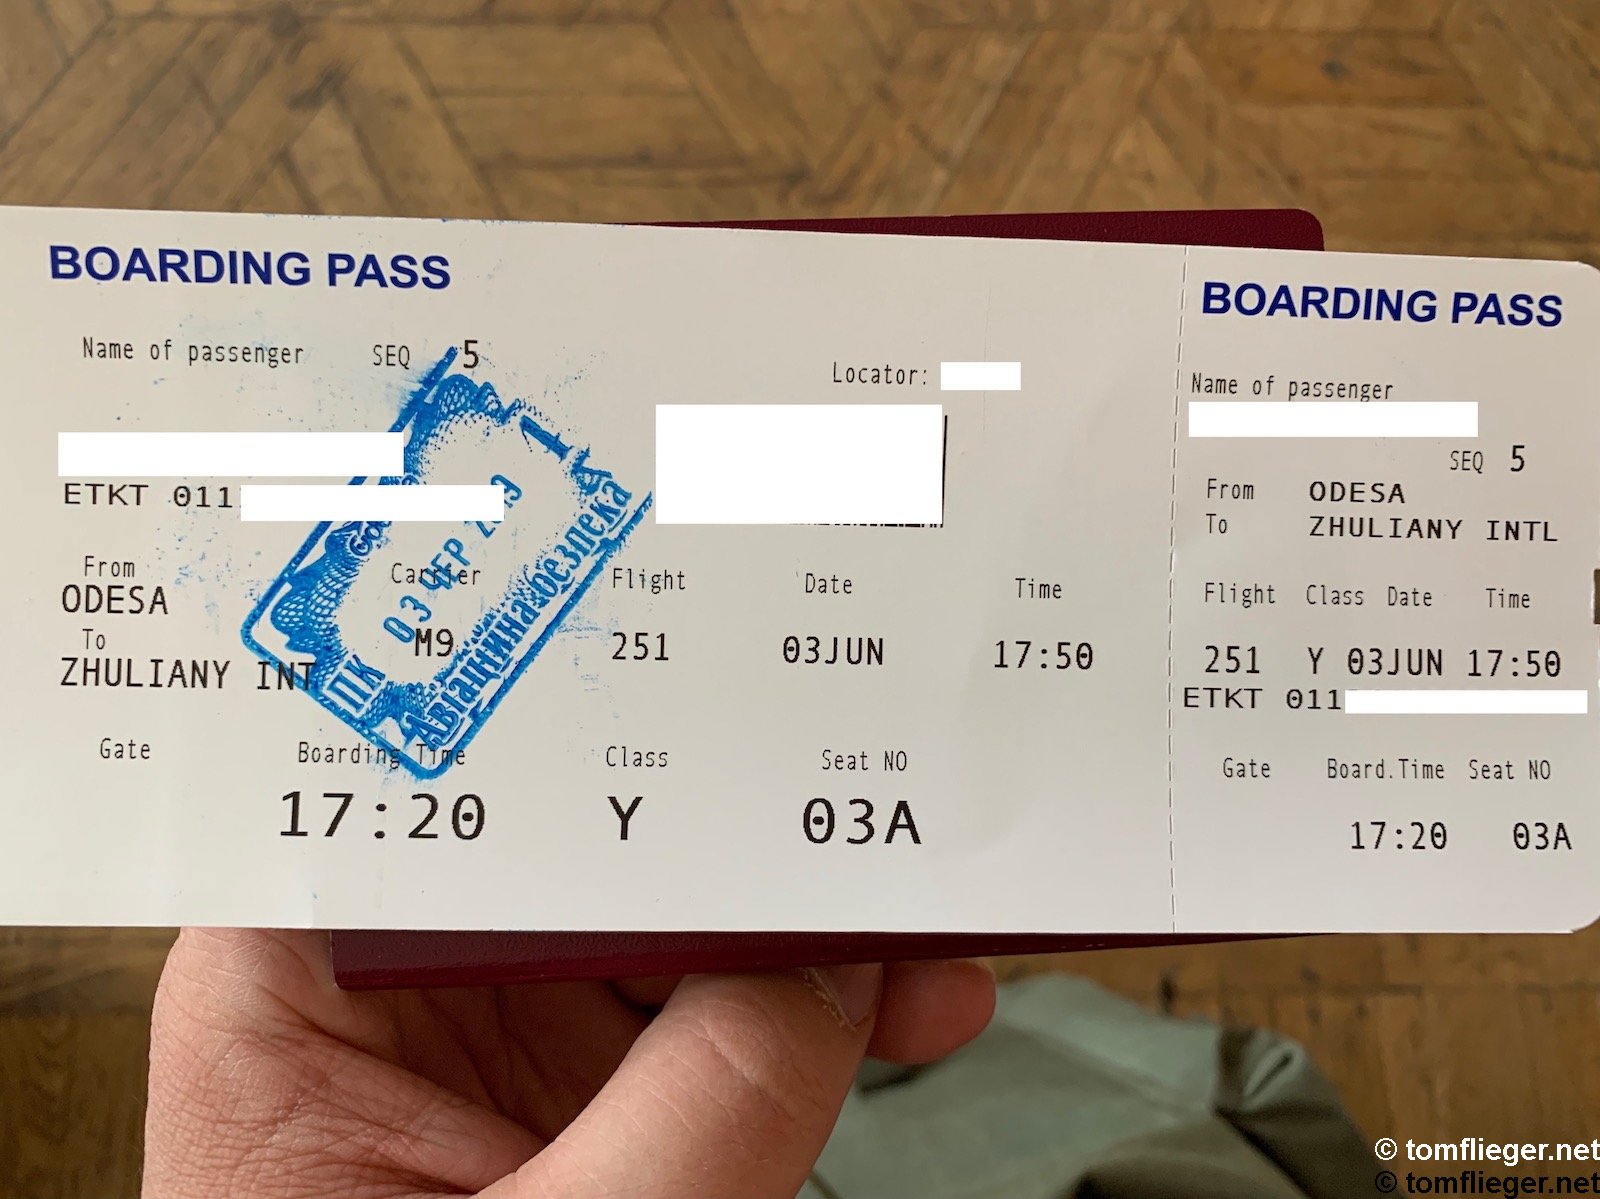 BOARDING PASS
Name of passenger SEQ 5
Locator:
ETKT 011
From
ODESA
To
ZHULIANY INT
Carrier Flight Date Time
M9 251 03JUN 17:50
Gate Boarding Time Class Seat NO
17:20 Y 03A
1
03 ЧЕР
ПК
Авіаційна безпека
BOARDING PASS
Name of passenger
SEQ 5
From ODESA
To ZHULIANY INTL
Flight Class Date Time
251 Y 03JUN 17:50
ETKT 011
Gate Board.Time Seat NO
17:20 03A
© tomflieger.net
© tomflieger.net